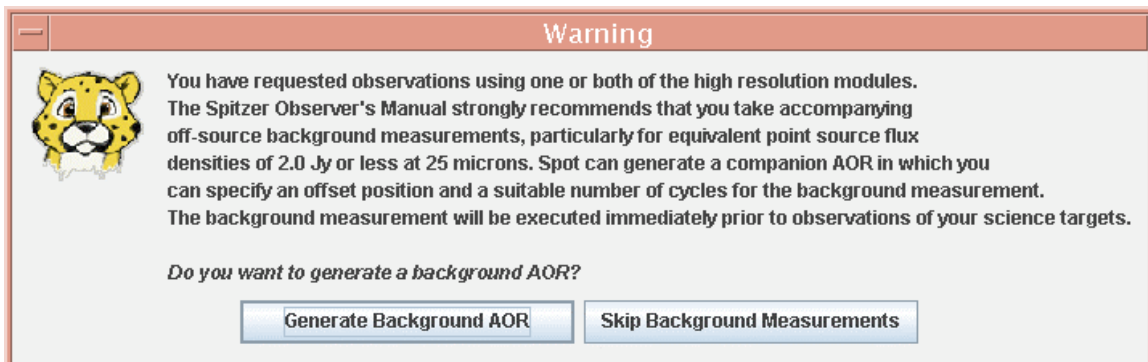 Warning
You have requested observations using one or both of the high resolution modules.
The Spitzer Observer's Manual strongly recommends that you take accompanying
off-source background measurements, particularly for equivalent point source flux
densities of 2.0 Jy or less at 25 microns. Spot can generate a companion AOR in which you
can specify an offset position and a suitable number of cycles for the background measurement.
The background measurement will be executed immediately prior to observations of your science targets.
Do you want to generate a background AOR?
Generate Background AOR Skip Background Measurements